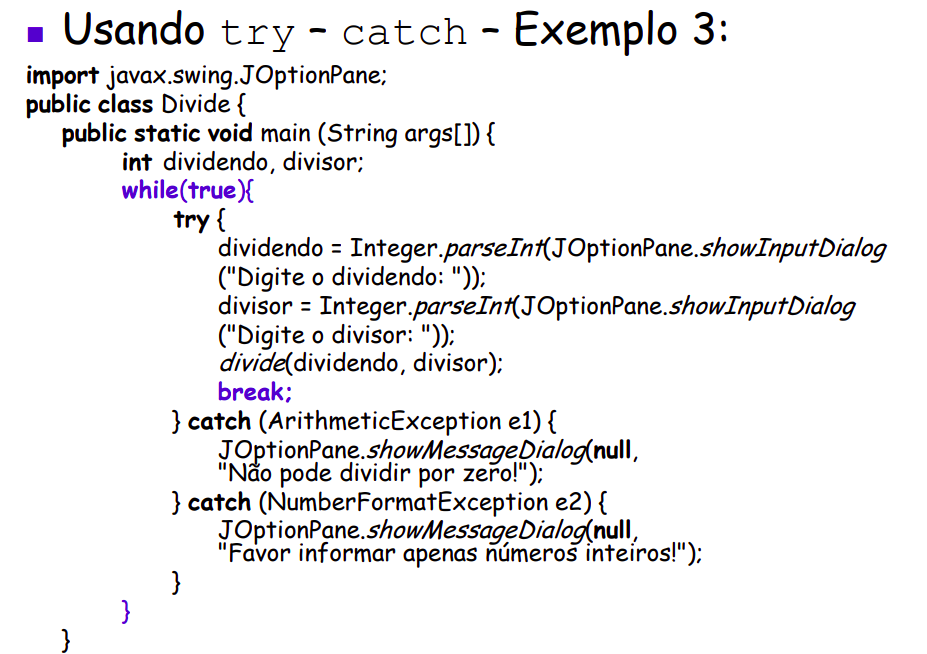 Usando try – catch – Exemplo 3:
import javax.swing.JOptionPane;
public class Divide {
public static void main (String args[]) {
int dividendo, divisor;
while(true){
try {
dividendo = Integer.parseInt(JOptionPane.showInputDialog
("Digite o dividendo: "));
divisor = Integer.parseInt(JOptionPane.showInputDialog
("Digite o divisor: "));
divide(dividendo, divisor);
break;
} catch (ArithmeticException e1) {
JOptionPane.showMessageDialog(null,
"Não pode dividir por zero!");
} catch (NumberFormatException e2) {
JOptionPane.showMessageDialog(null,
"Favor informar apenas números inteiros!");
}
}
}